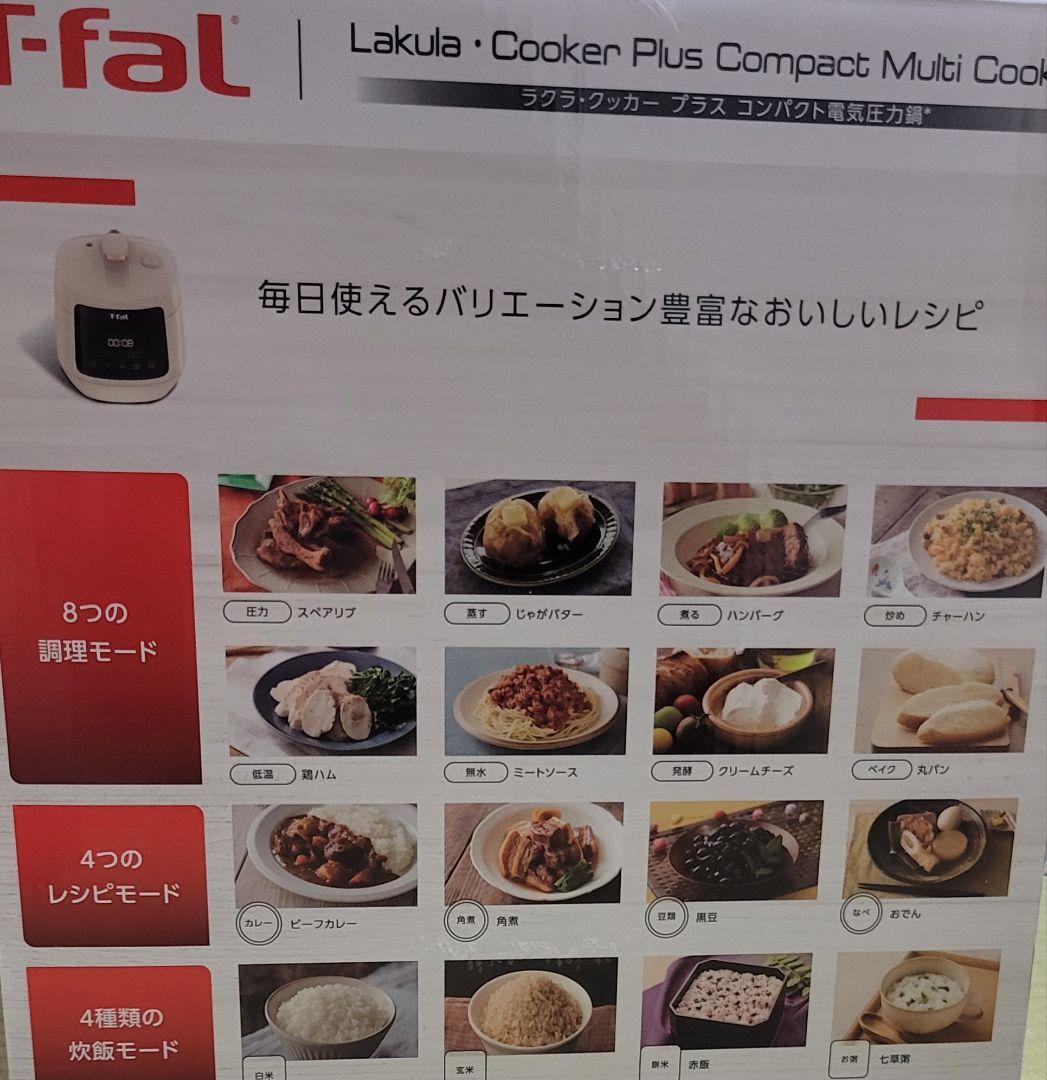 T-fal
Lakula・Cooker Plus Compact Multi Cook
ラクラ・クッカー プラス コンパクト電気圧力鍋*
T-fal
00:09
毎日使えるバリエーション豊富なおいしいレシピ
8つの
調理モード
圧力 スペアリブ
蒸す じゃがバター
煮る ハンバーグ
炒め チャーハン
低温 鶏ハム
無水 ミートソース
発酵 クリームチーズ
ベイク 丸パン
4つの
レシピモード
カレー ビーフカレー
角煮 角煮
豆類 黒豆
なべ おでん
4種類の
炊飯モード
白米
玄米
餅米 赤飯
お粥 七草粥